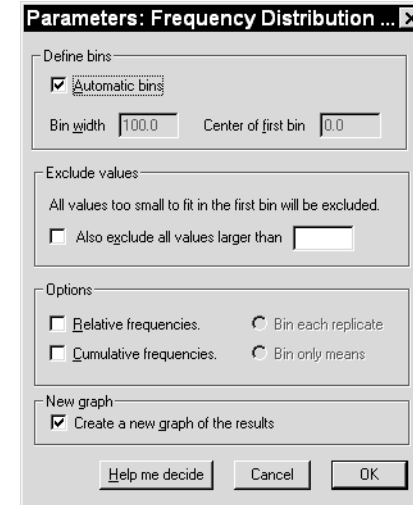 Parameters: Frequency Distribution ...
Define bins
Automatic bins
Bin width 100.0 Center of first bin 0.0
Exclude values
All values too small to fit in the first bin will be excluded.
Also exclude all values larger than
Options
Relative frequencies. Bin each replicate
Cumulative frequencies. Bin only means
New graph
Create a new graph of the results
Help me decide Cancel OK